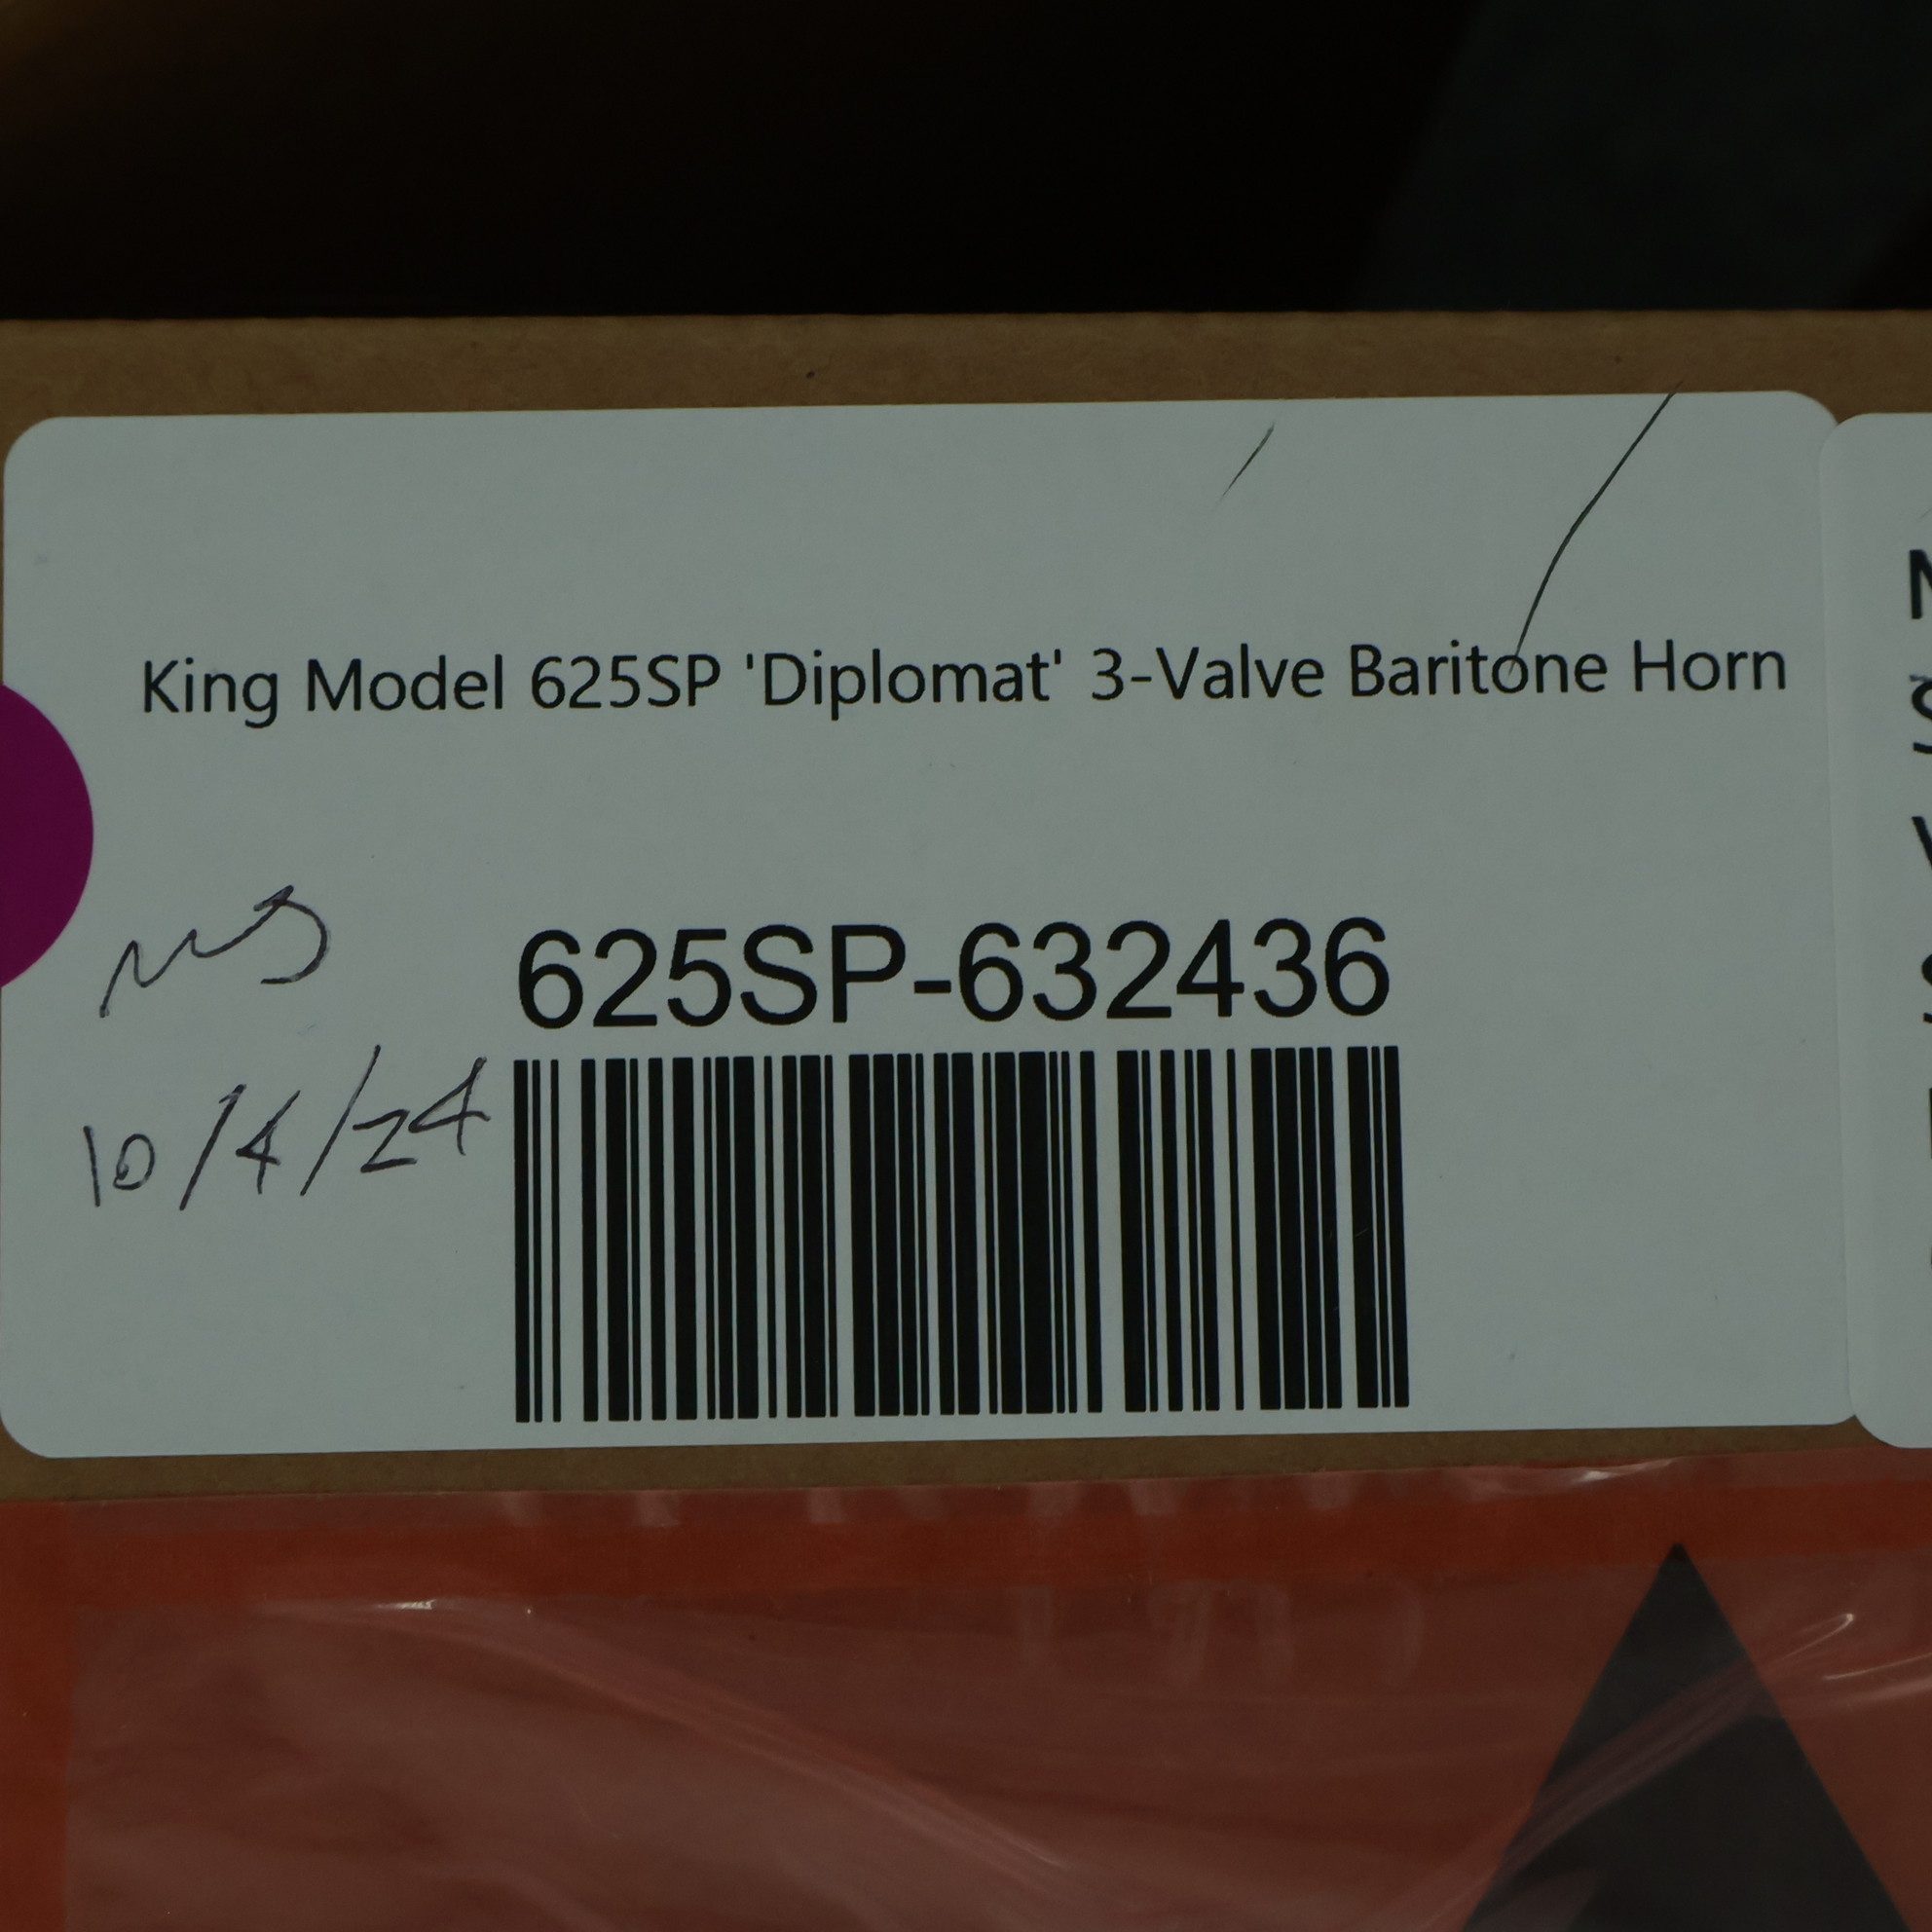 King Model 625SP 'Diplomat' 3-Valve Baritone Horn
625SP-632436
10/4/24